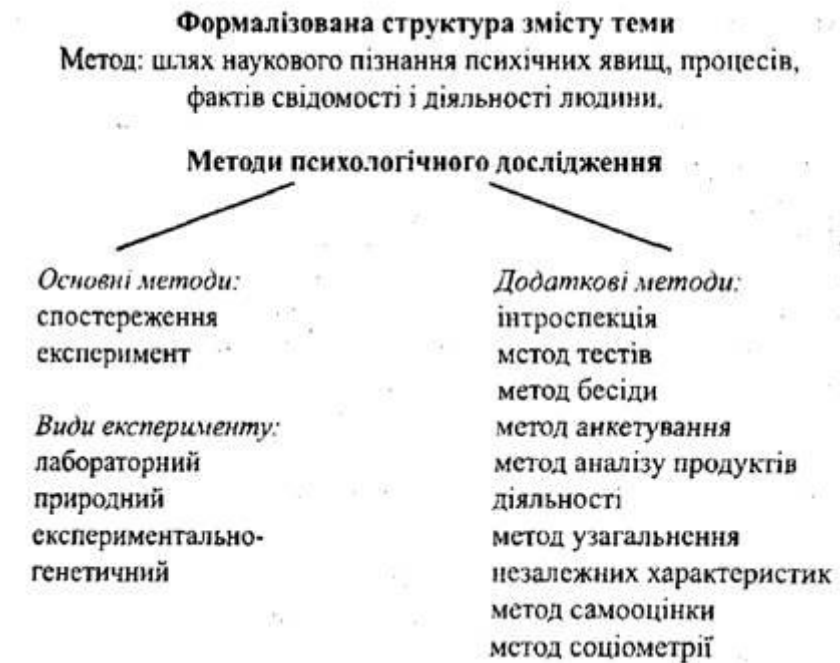 Формалізована структура змісту теми
Метод: шлях наукового пізнання психічних явищ, процесів,
фактів свідомості і діяльності людини.
Методи психологічного дослідження
Основні методи:
спостереження
експеримент
Види експерименту:
лабораторний
природний
експериментально-
генетичний
Додаткові методи:
інтроспекція
метод тестів
метод бесіди
метод анкетування
метод аналізу продуктів
діяльності
метод узагальнення
незалежних характеристик
метод самооцінки
метод соціометрії